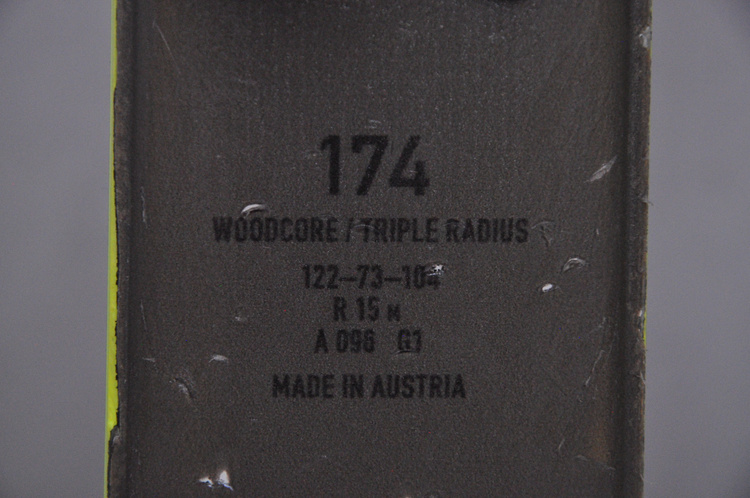 174
WOODCORE / TRIPLE RADIUS
122–73–104
R 15 M
A 096 G1
MADE IN AUSTRIA